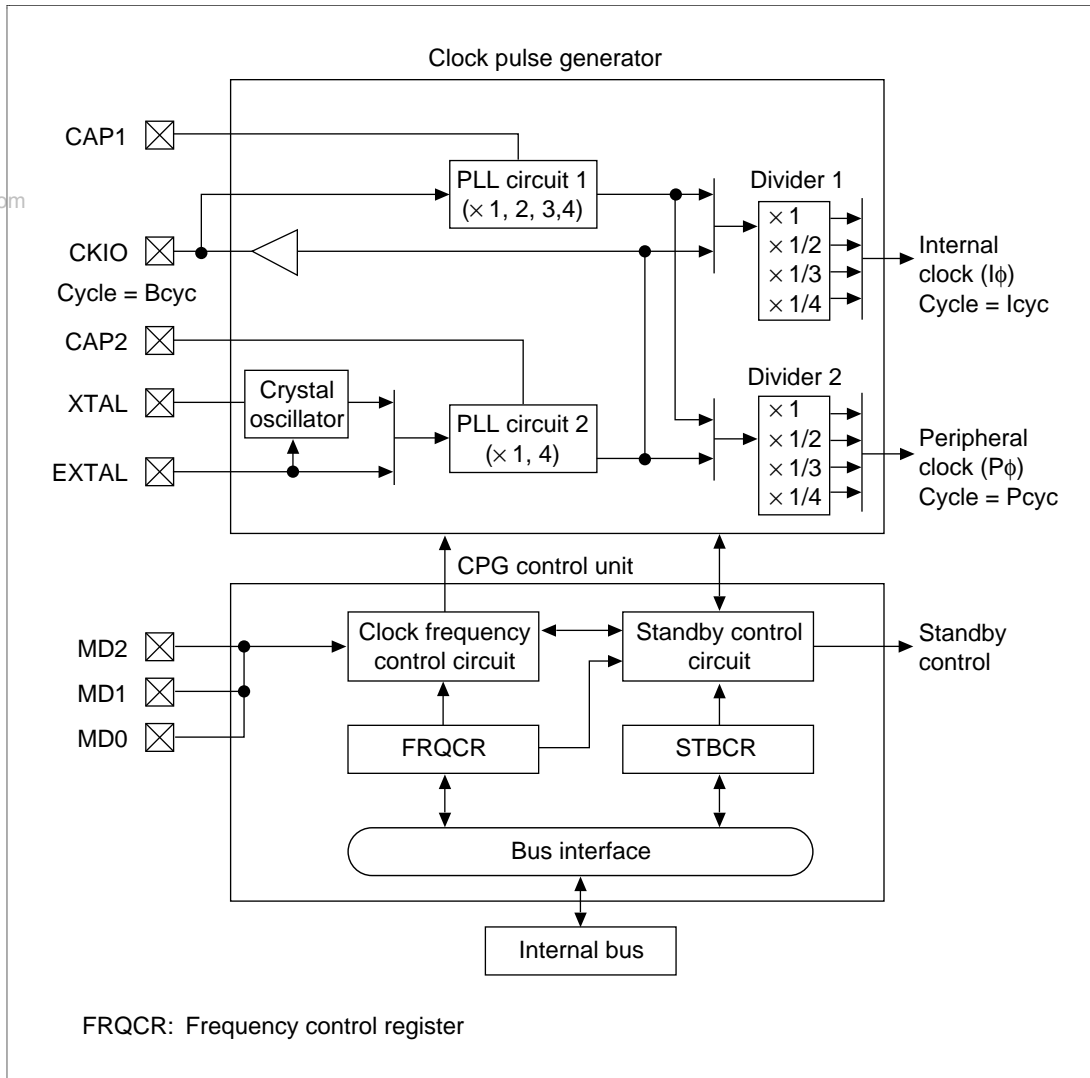 Clock pulse generator
CAP1
om
PLL circuit 1
(× 1, 2, 3,4)
Divider 1
× 1
× 1/2
× 1/3
× 1/4
CKIO
Cycle = Bcyc
Internal
clock (Iϕ)
Cycle = Icyc
CAP2
XTAL
Crystal
oscillator
EXTAL
PLL circuit 2
(× 1, 4)
Divider 2
× 1
× 1/2
× 1/3
× 1/4
Peripheral
clock (Pϕ)
Cycle = Pcyc
CPG control unit
MD2
MD1
MD0
Clock frequency
control circuit
Standby control
circuit
Standby
control
FRQCR
STBCR
Bus interface
Internal bus
FRQCR: Frequency control register